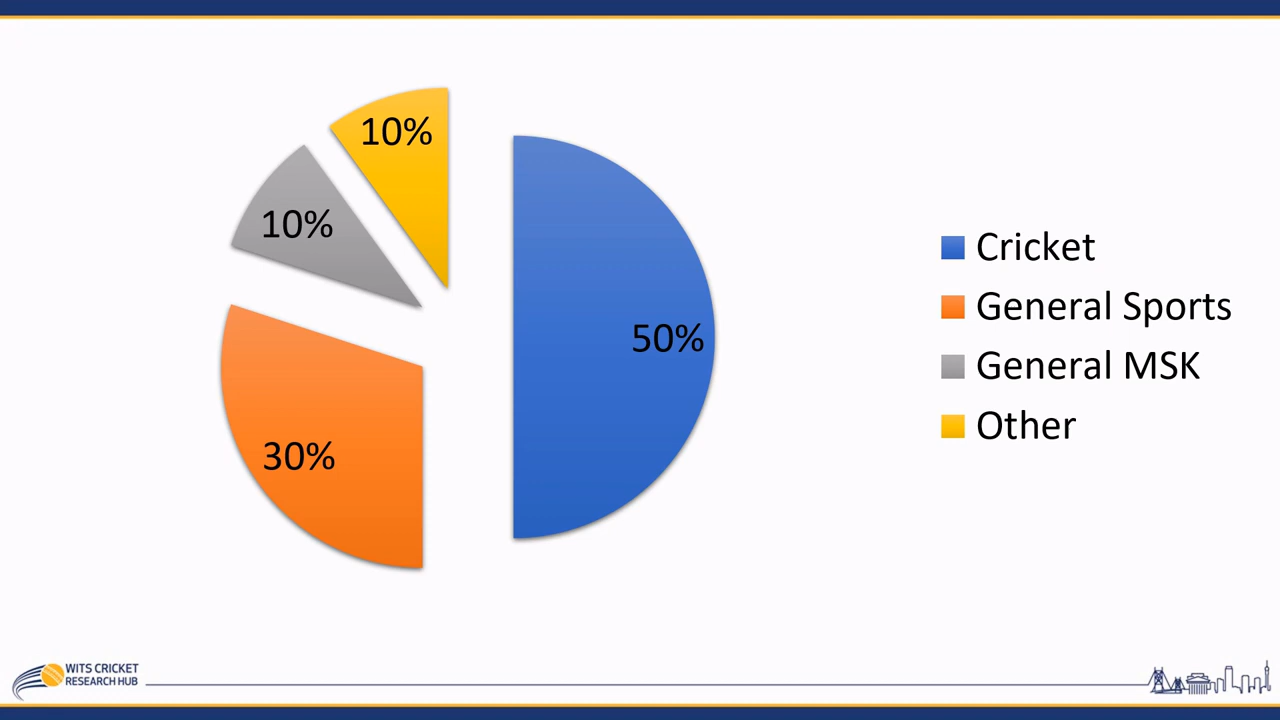 10%
10%
50%
30%
Cricket
General Sports
General MSK
Other
WITS CRICKET
RESEARCH HUB